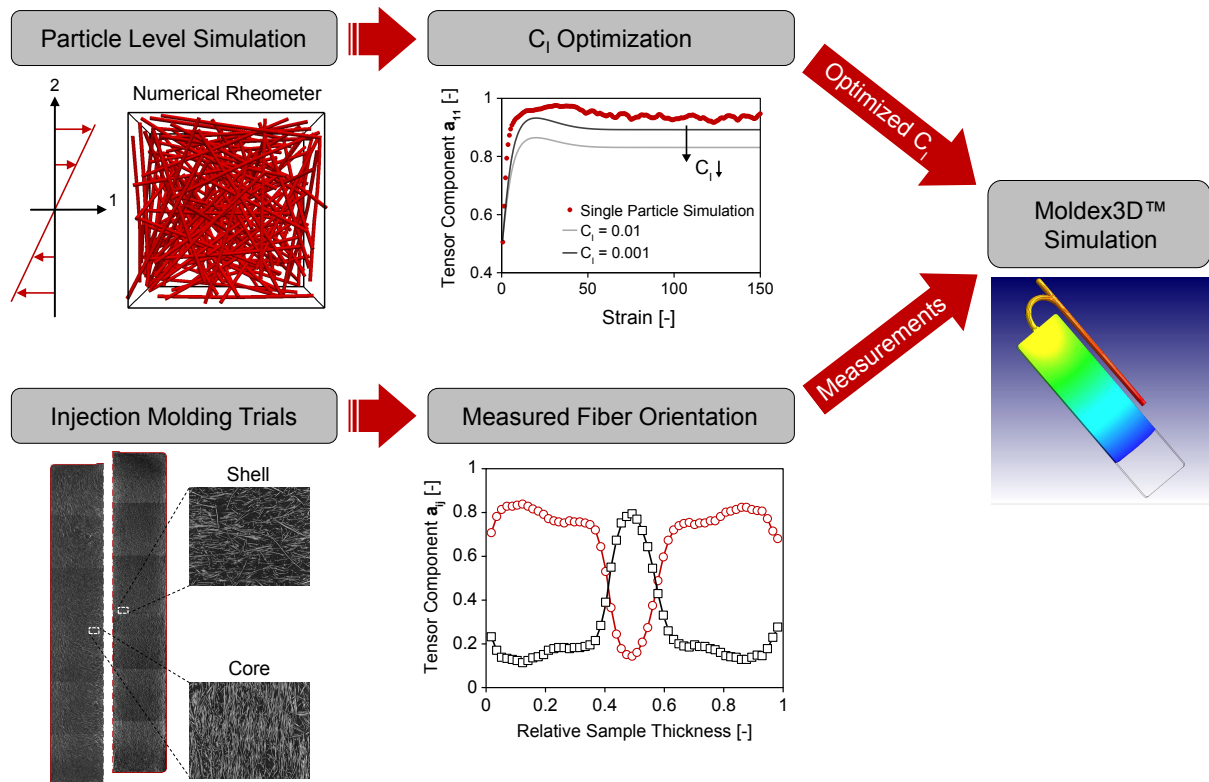 Particle Level Simulation
C_I Optimization
2
1
Numerical Rheometer
Tensor Component a_11 [-]
1
0.8
0.6
0.4
0
50
100
150
C_I ↓
Single Particle Simulation
C_I = 0.01
C_I = 0.001
Strain [-]
Optimized C_I
Measurements
Moldex3D™
Simulation
Injection Molding Trials
Measured Fiber Orientation
Shell
Core
Tensor Component a_ij [-]
1
0.8
0.6
0.4
0.2
0
0
0.2
0.4
0.6
0.8
1
Relative Sample Thickness [-]